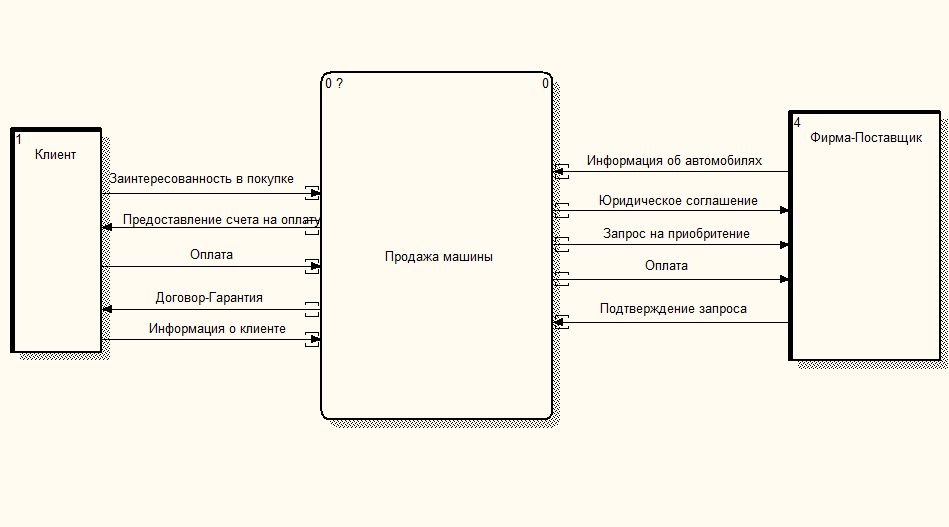 0 ?
0
1
Клиент
4
Фирма-Поставщик
Заинтересованность в покупке
Предоставление счета на оплату
Оплата
Договор-Гарантия
Информация о клиенте
Продажа машины
Информация об автомобилях
Юридическое соглашение
Запрос на приобритение
Оплата
Подтверждение запроса